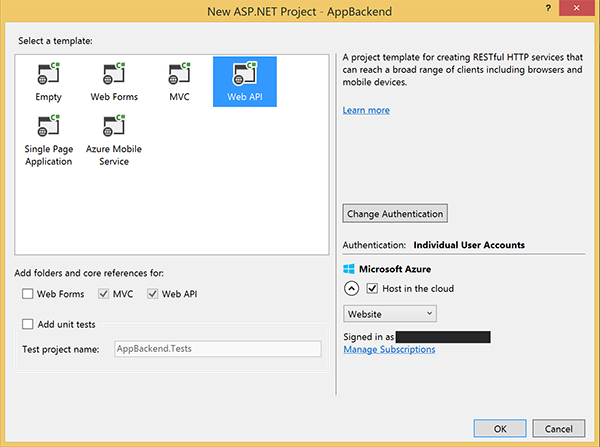 New ASP.NET Project - AppBackend
?
Select a template:
Empty
Web Forms
MVC
Web API
Single Page
Application
Azure Mobile
Service
A project template for creating RESTful HTTP services that
can reach a broad range of clients including browsers and
mobile devices.
Learn more
Change Authentication
Authentication: Individual User Accounts
Microsoft Azure
Host in the cloud
Website
Signed in as
Manage Subscriptions
Add folders and core references for:
Web Forms
MVC
Web API
Add unit tests
Test project name:
AppBackend.Tests
OK
Cancel